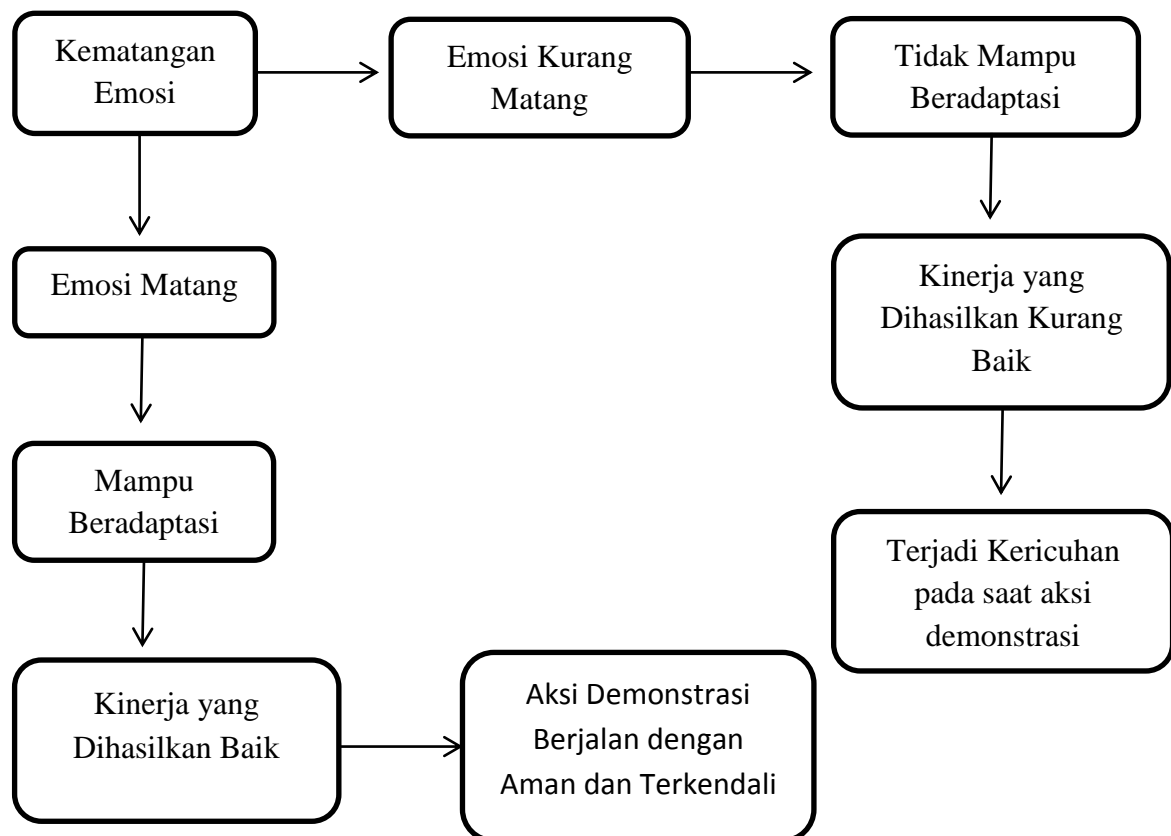 Kematangan
Emosi
Emosi Kurang
Matang
Tidak Mampu
Beradaptasi
Emosi Matang
Kinerja yang
Dihasilkan Kurang
Baik
Mampu
Beradaptasi
Terjadi Kericuhan
pada saat aksi
demonstrasi
Kinerja yang
Dihasilkan Baik
Aksi Demonstrasi
Berjalan dengan
Aman dan Terkendali